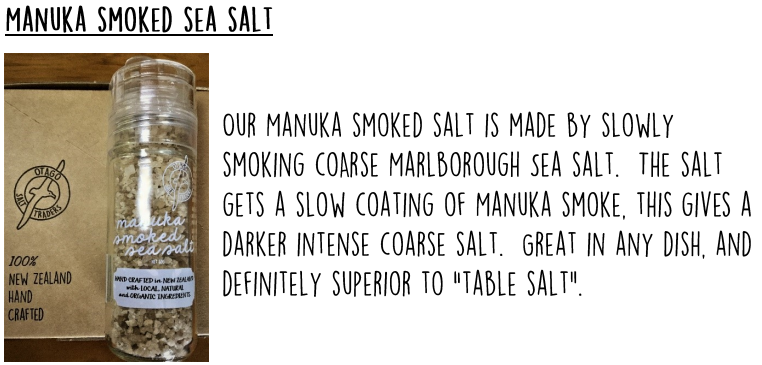 MANUKA SMOKED SEA SALT
OUR MANUKA SMOKED SALT IS MADE BY SLOWLY
SMOKING COARSE MARLBOROUGH SEA SALT. THE SALT
GETS A SLOW COATING OF MANUKA SMOKE, THIS GIVES A
DARKER INTENSE COARSE SALT. GREAT IN ANY DISH, AND
DEFINITELY SUPERIOR TO "TABLE SALT".
OTAGO
SALT TRADERS
100%
NEW ZEALAND
HAND
CRAFTED
manuka
smoked
sea salt
HAND CRAFTED in NEW ZEALAND
with LOCAL, NATURAL
and ORGANIC INGREDIENTS